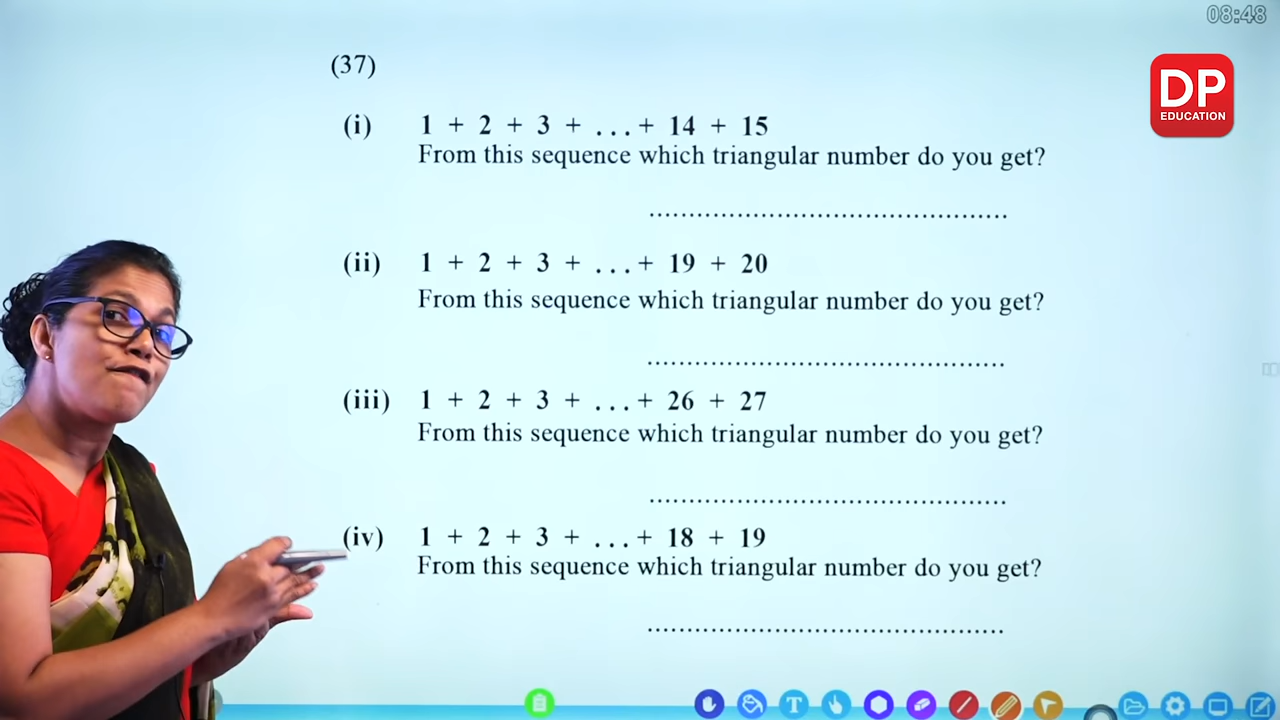 08:48
DP
EDUCATION
(37)
(i) 1 + 2 + 3 + ... + 14 + 15
From this sequence which triangular number do you get?
................................................
(ii) 1 + 2 + 3 + ... + 19 + 20
From this sequence which triangular number do you get?
................................................
(iii) 1 + 2 + 3 + ... + 26 + 27
From this sequence which triangular number do you get?
................................................
(iv) 1 + 2 + 3 + ... + 18 + 19
From this sequence which triangular number do you get?
................................................
T